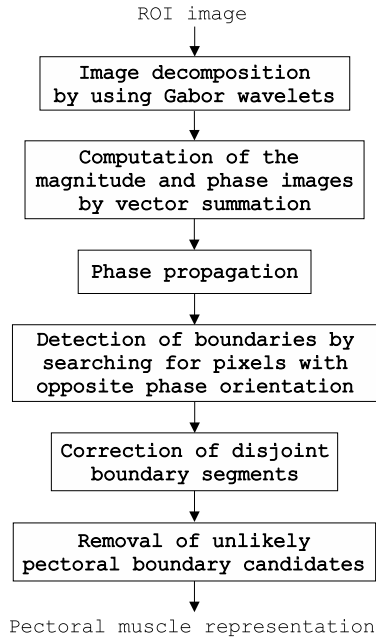 ROI image
Image decomposition
by using Gabor wavelets
Computation of the
magnitude and phase images
by vector summation
Phase propagation
Detection of boundaries by
searching for pixels with
opposite phase orientation
Correction of disjoint
boundary segments
Removal of unlikely
pectoral boundary candidates
Pectoral muscle representation